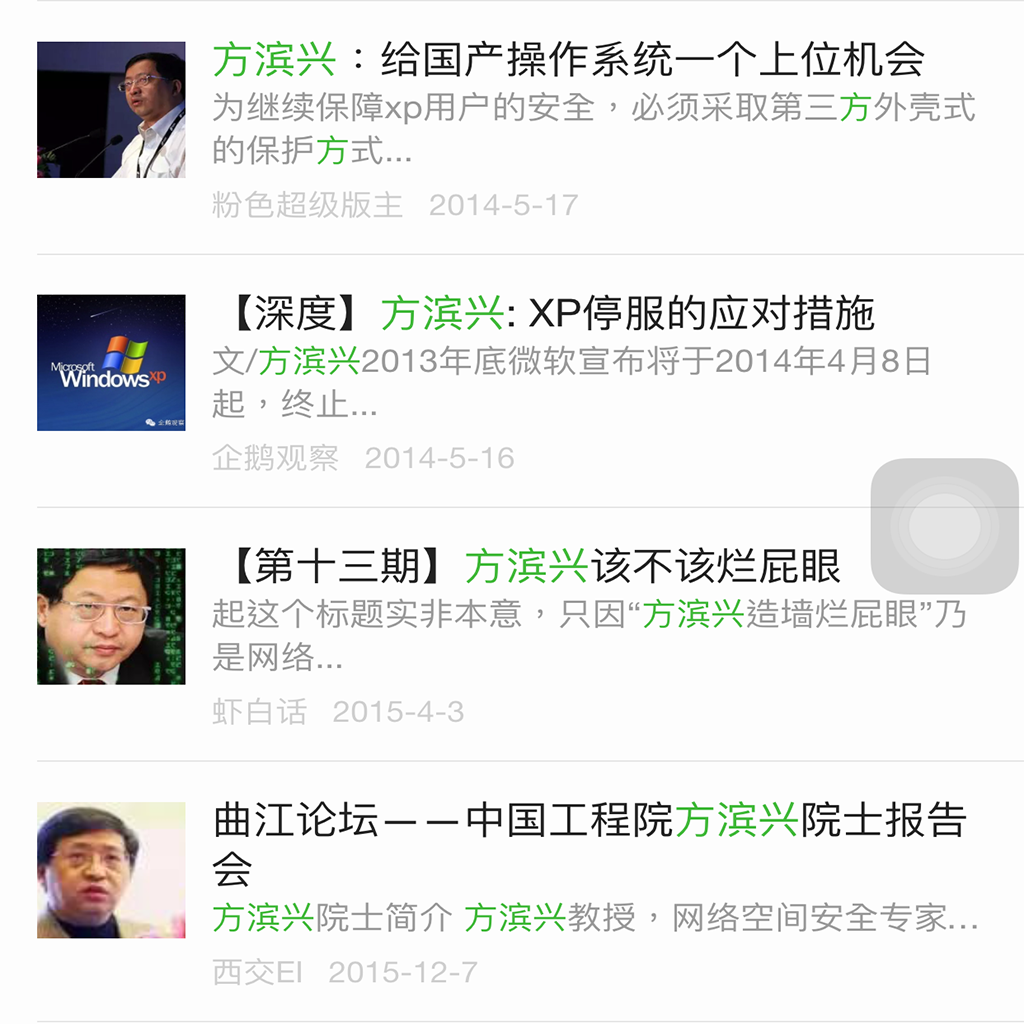 方滨兴：给国产操作系统一个上位机会
为继续保障xp用户的安全，必须采取第三方外壳式
的保护方式...
粉色超级版主 2014-5-17
Microsoft
Windows xp
企鹅观察
【深度】方滨兴: XP停服的应对措施
文/方滨兴2013年底微软宣布将于2014年4月8日
起，终止...
企鹅观察 2014-5-16
【第十三期】方滨兴该不该烂屁眼
起这个标题实非本意，只因“方滨兴造墙烂屁眼”乃
是网络...
虾白话 2015-4-3
曲江论坛——中国工程院方滨兴院士报告
会
方滨兴院士简介 方滨兴教授，网络空间安全专家...
西交EI 2015-12-7